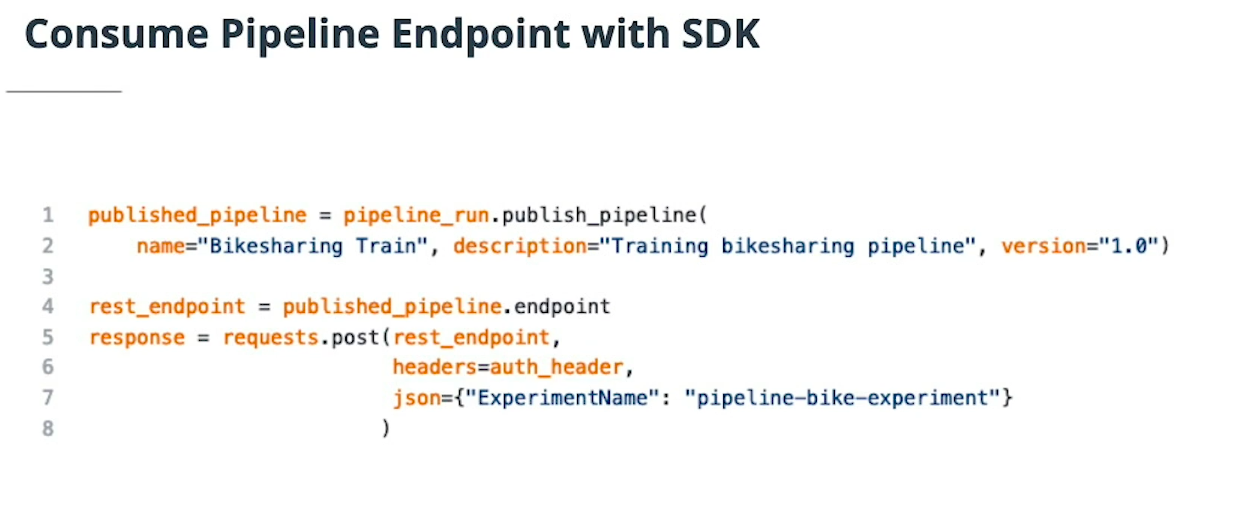 Consume Pipeline Endpoint with SDK
1 published_pipeline = pipeline_run.publish_pipeline(
2 name="Bikesharing Train", description="Training bikesharing pipeline", version="1.0")
3
4 rest_endpoint = published_pipeline.endpoint
5 response = requests.post(rest_endpoint,
6 headers=auth_header,
7 json={"ExperimentName": "pipeline-bike-experiment"}
8 )